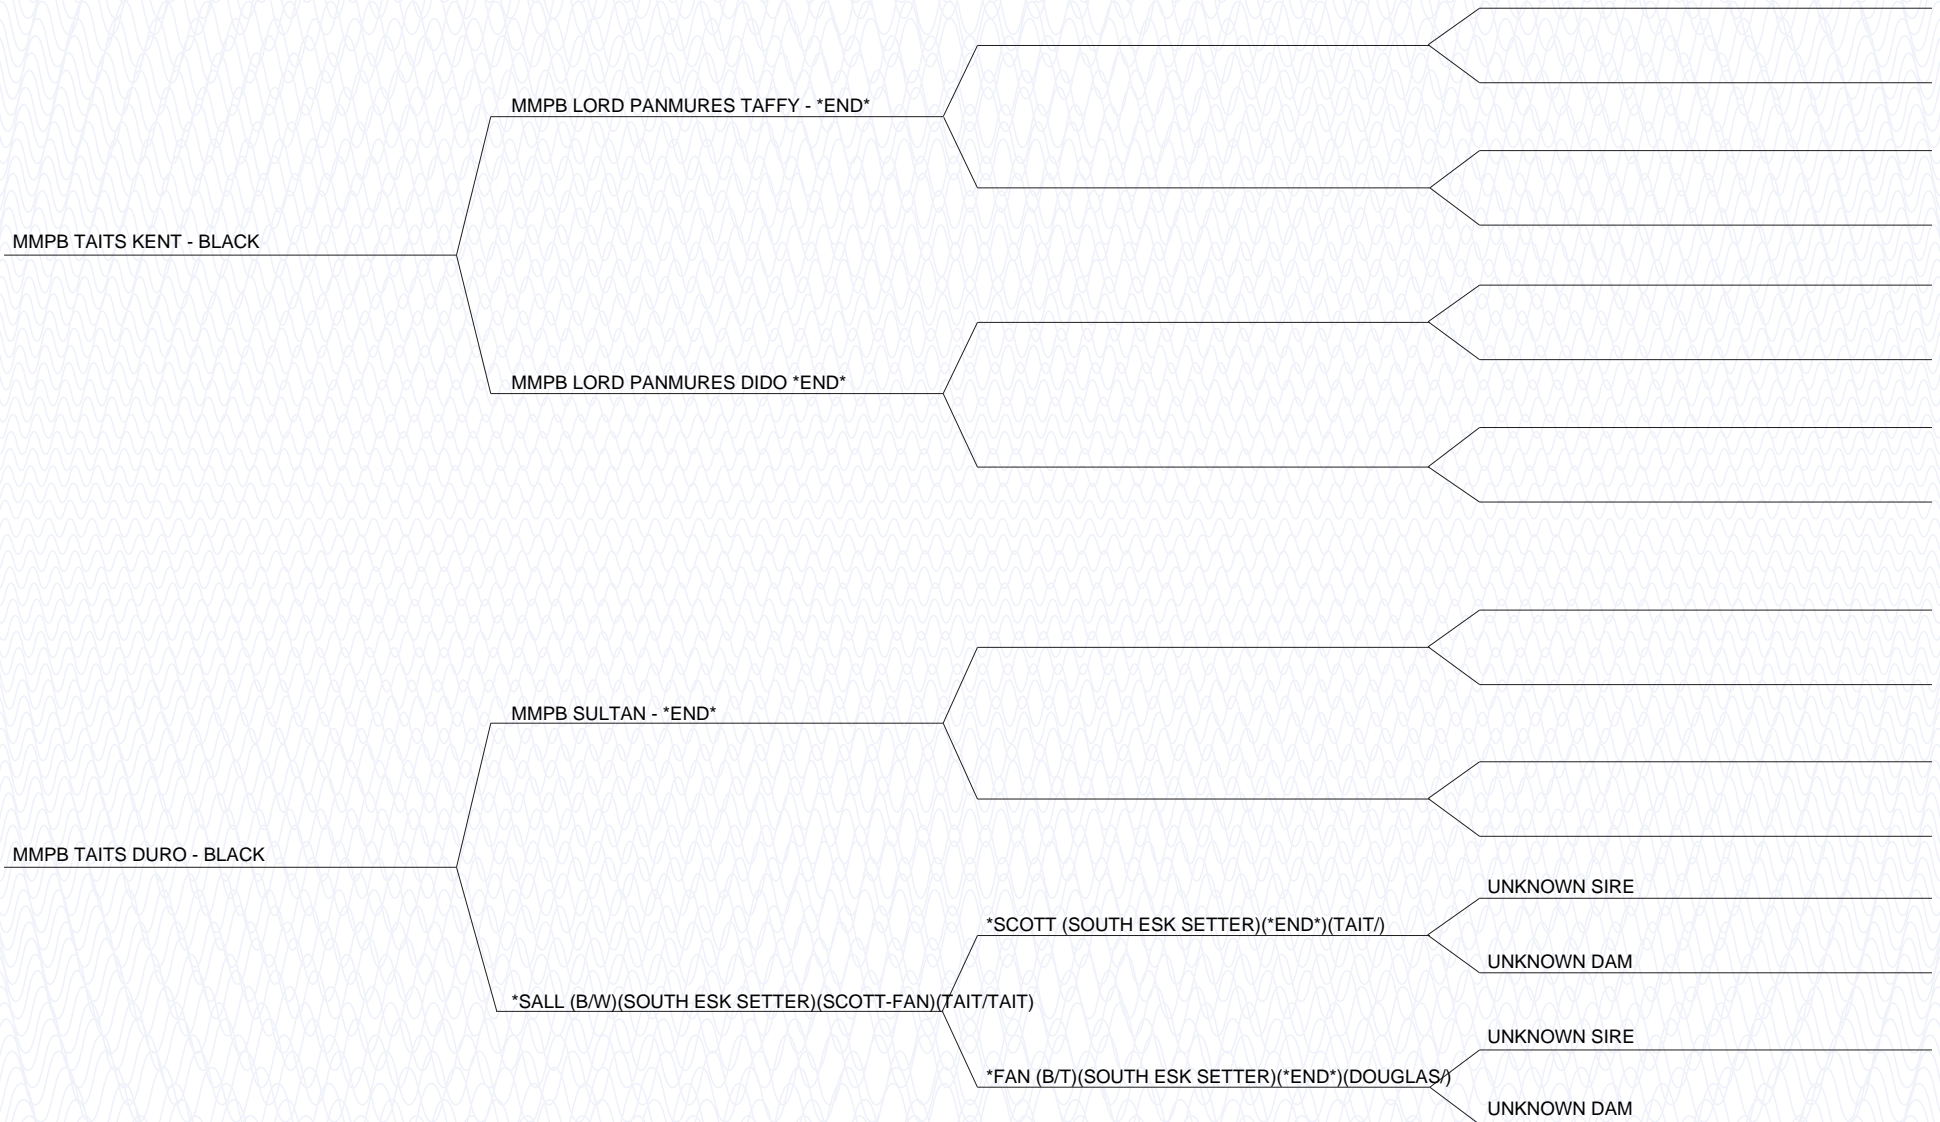 MMPB LORD PANMURES TAFFY - *END*
MMPB TAITS KENT - BLACK
MMPB LORD PANMURES DIDO *END*
MMPB SULTAN - *END*
MMPB TAITS DURO - BLACK
UNKNOWN SIRE
*SCOTT (SOUTH ESK SETTER)(*END*)(TAIT/)
UNKNOWN DAM
*SALL (B/W)(SOUTH ESK SETTER)(SCOTT-FAN)(TAIT/TAIT)
UNKNOWN SIRE
*FAN (B/T)(SOUTH ESK SETTER)(*END*)(DOUGLAS/)
UNKNOWN DAM